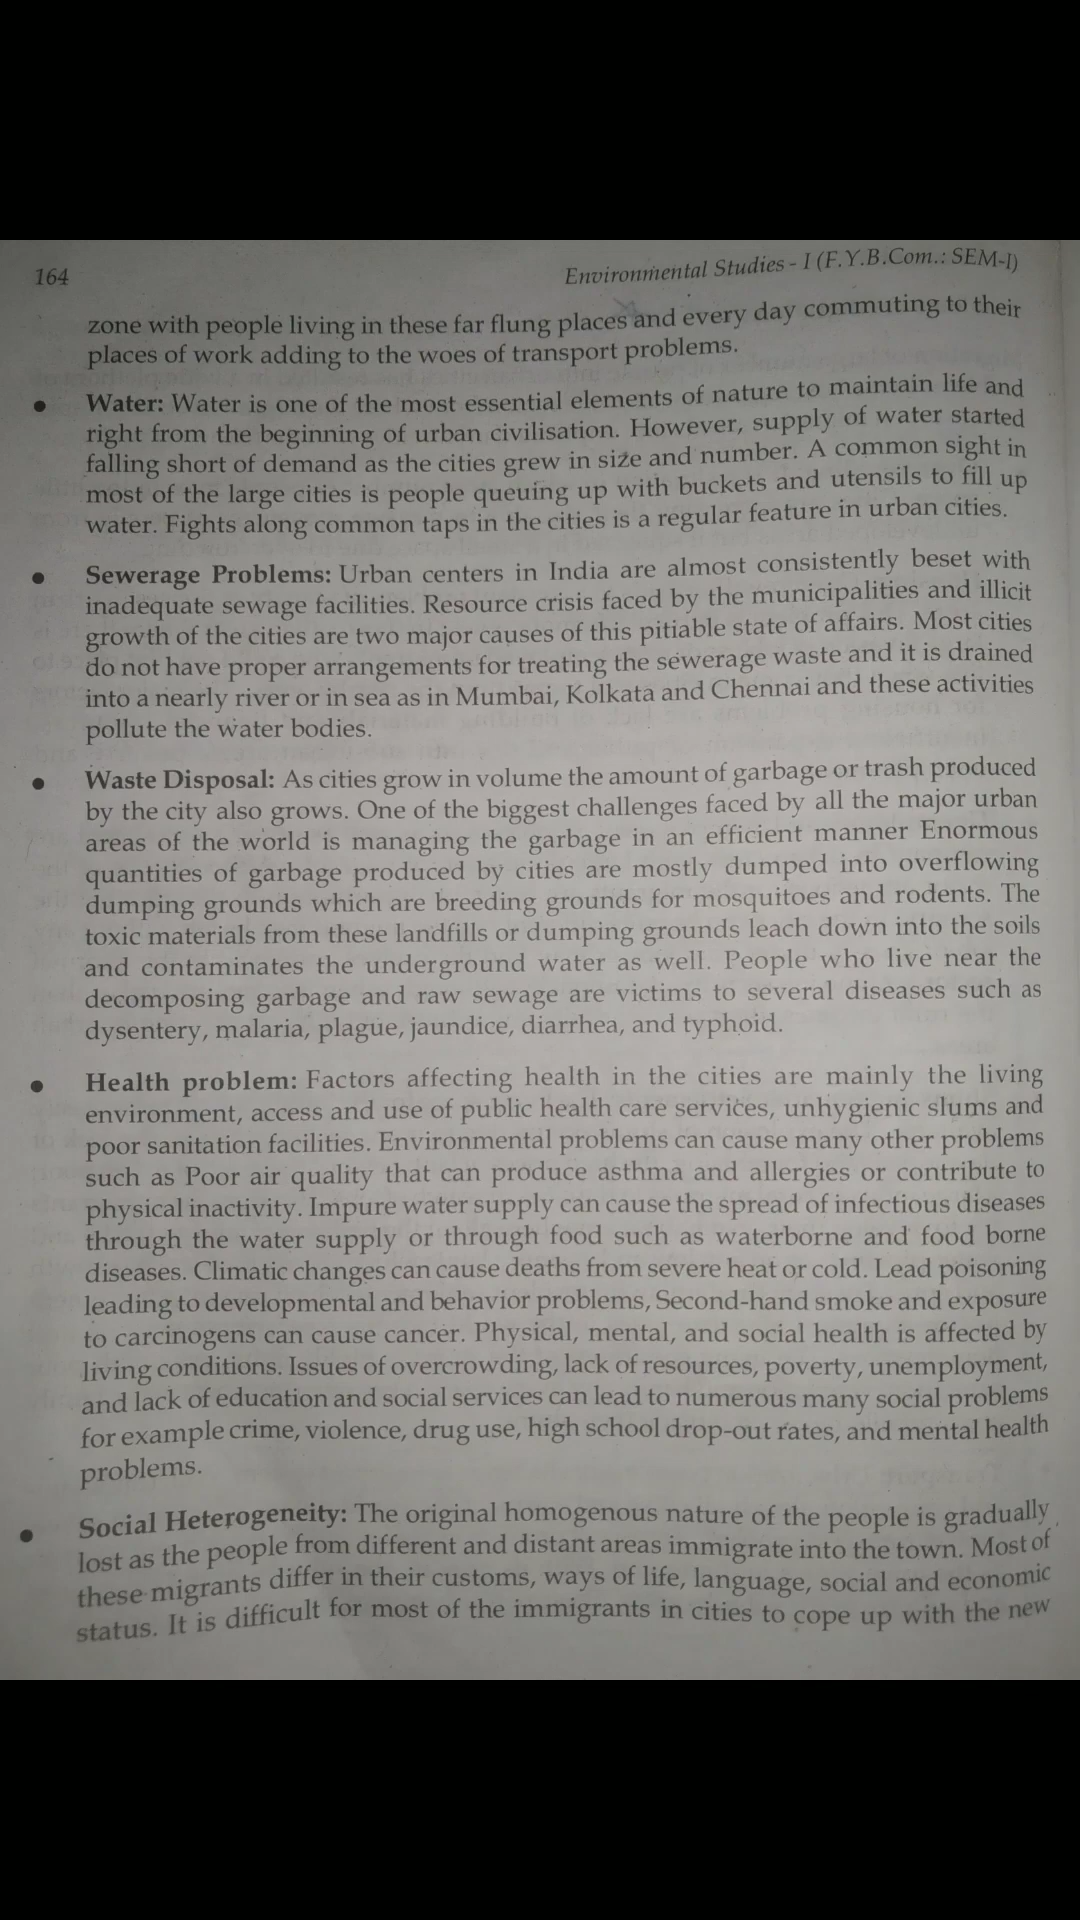 164
Environmental Studies - I (F.Y.B.Com.: SEM-I)
zone with people living in these far flung places and every day commuting to their
places of work adding to the woes of transport problems.
• Water: Water is one of the most essential elements of nature to maintain life and
right from the beginning of urban civilisation. However, supply of water started
falling short of demand as the cities grew in size and number. A common sight in
most of the large cities is people queuing up with buckets and utensils to fill up
water. Fights along common taps in the cities is a regular feature in urban cities.
• Sewerage Problems: Urban centers in India are almost consistently beset with
inadequate sewage facilities. Resource crisis faced by the municipalities and illicit
growth of the cities are two major causes of this pitiable state of affairs. Most cities
do not have proper arrangements for treating the sewerage waste and it is drained
into a nearly river or in sea as in Mumbai, Kolkata and Chennai and these activities
pollute the water bodies.
• Waste Disposal: As cities grow in volume the amount of garbage or trash produced
by the city also grows. One of the biggest challenges faced by all the major urban
areas of the world is managing the garbage in an efficient manner Enormous
quantities of garbage produced by cities are mostly dumped into overflowing
dumping grounds which are breeding grounds for mosquitoes and rodents. The
toxic materials from these landfills or dumping grounds leach down into the soils
and contaminates the underground water as well. People who live near the
decomposing garbage and raw sewage are victims to several diseases such as
dysentery, malaria, plague, jaundice, diarrhea, and typhoid.
• Health problem: Factors affecting health in the cities are mainly the living
environment, access and use of public health care services, unhygienic slums and
poor sanitation facilities. Environmental problems can cause many other problems
such as Poor air quality that can produce asthma and allergies or contribute to
physical inactivity. Impure water supply can cause the spread of infectious diseases
through the water supply or through food such as waterborne and food borne
diseases. Climatic changes can cause deaths from severe heat or cold. Lead poisoning
leading to developmental and behavior problems, Second-hand smoke and exposure
to carcinogens can cause cancer. Physical, mental, and social health is affected by
living conditions. Issues of overcrowding, lack of resources, poverty, unemployment,
and lack of education and social services can lead to numerous many social problems
for example crime, violence, drug use, high school drop-out rates, and mental health
problems.
• Social Heterogeneity: The original homogenous nature of the people is gradually
lost as the people from different and distant areas immigrate into the town. Most of
these migrants differ in their customs, ways of life, language, social and economic
status. It is difficult for most of the immigrants in cities to cope up with the new